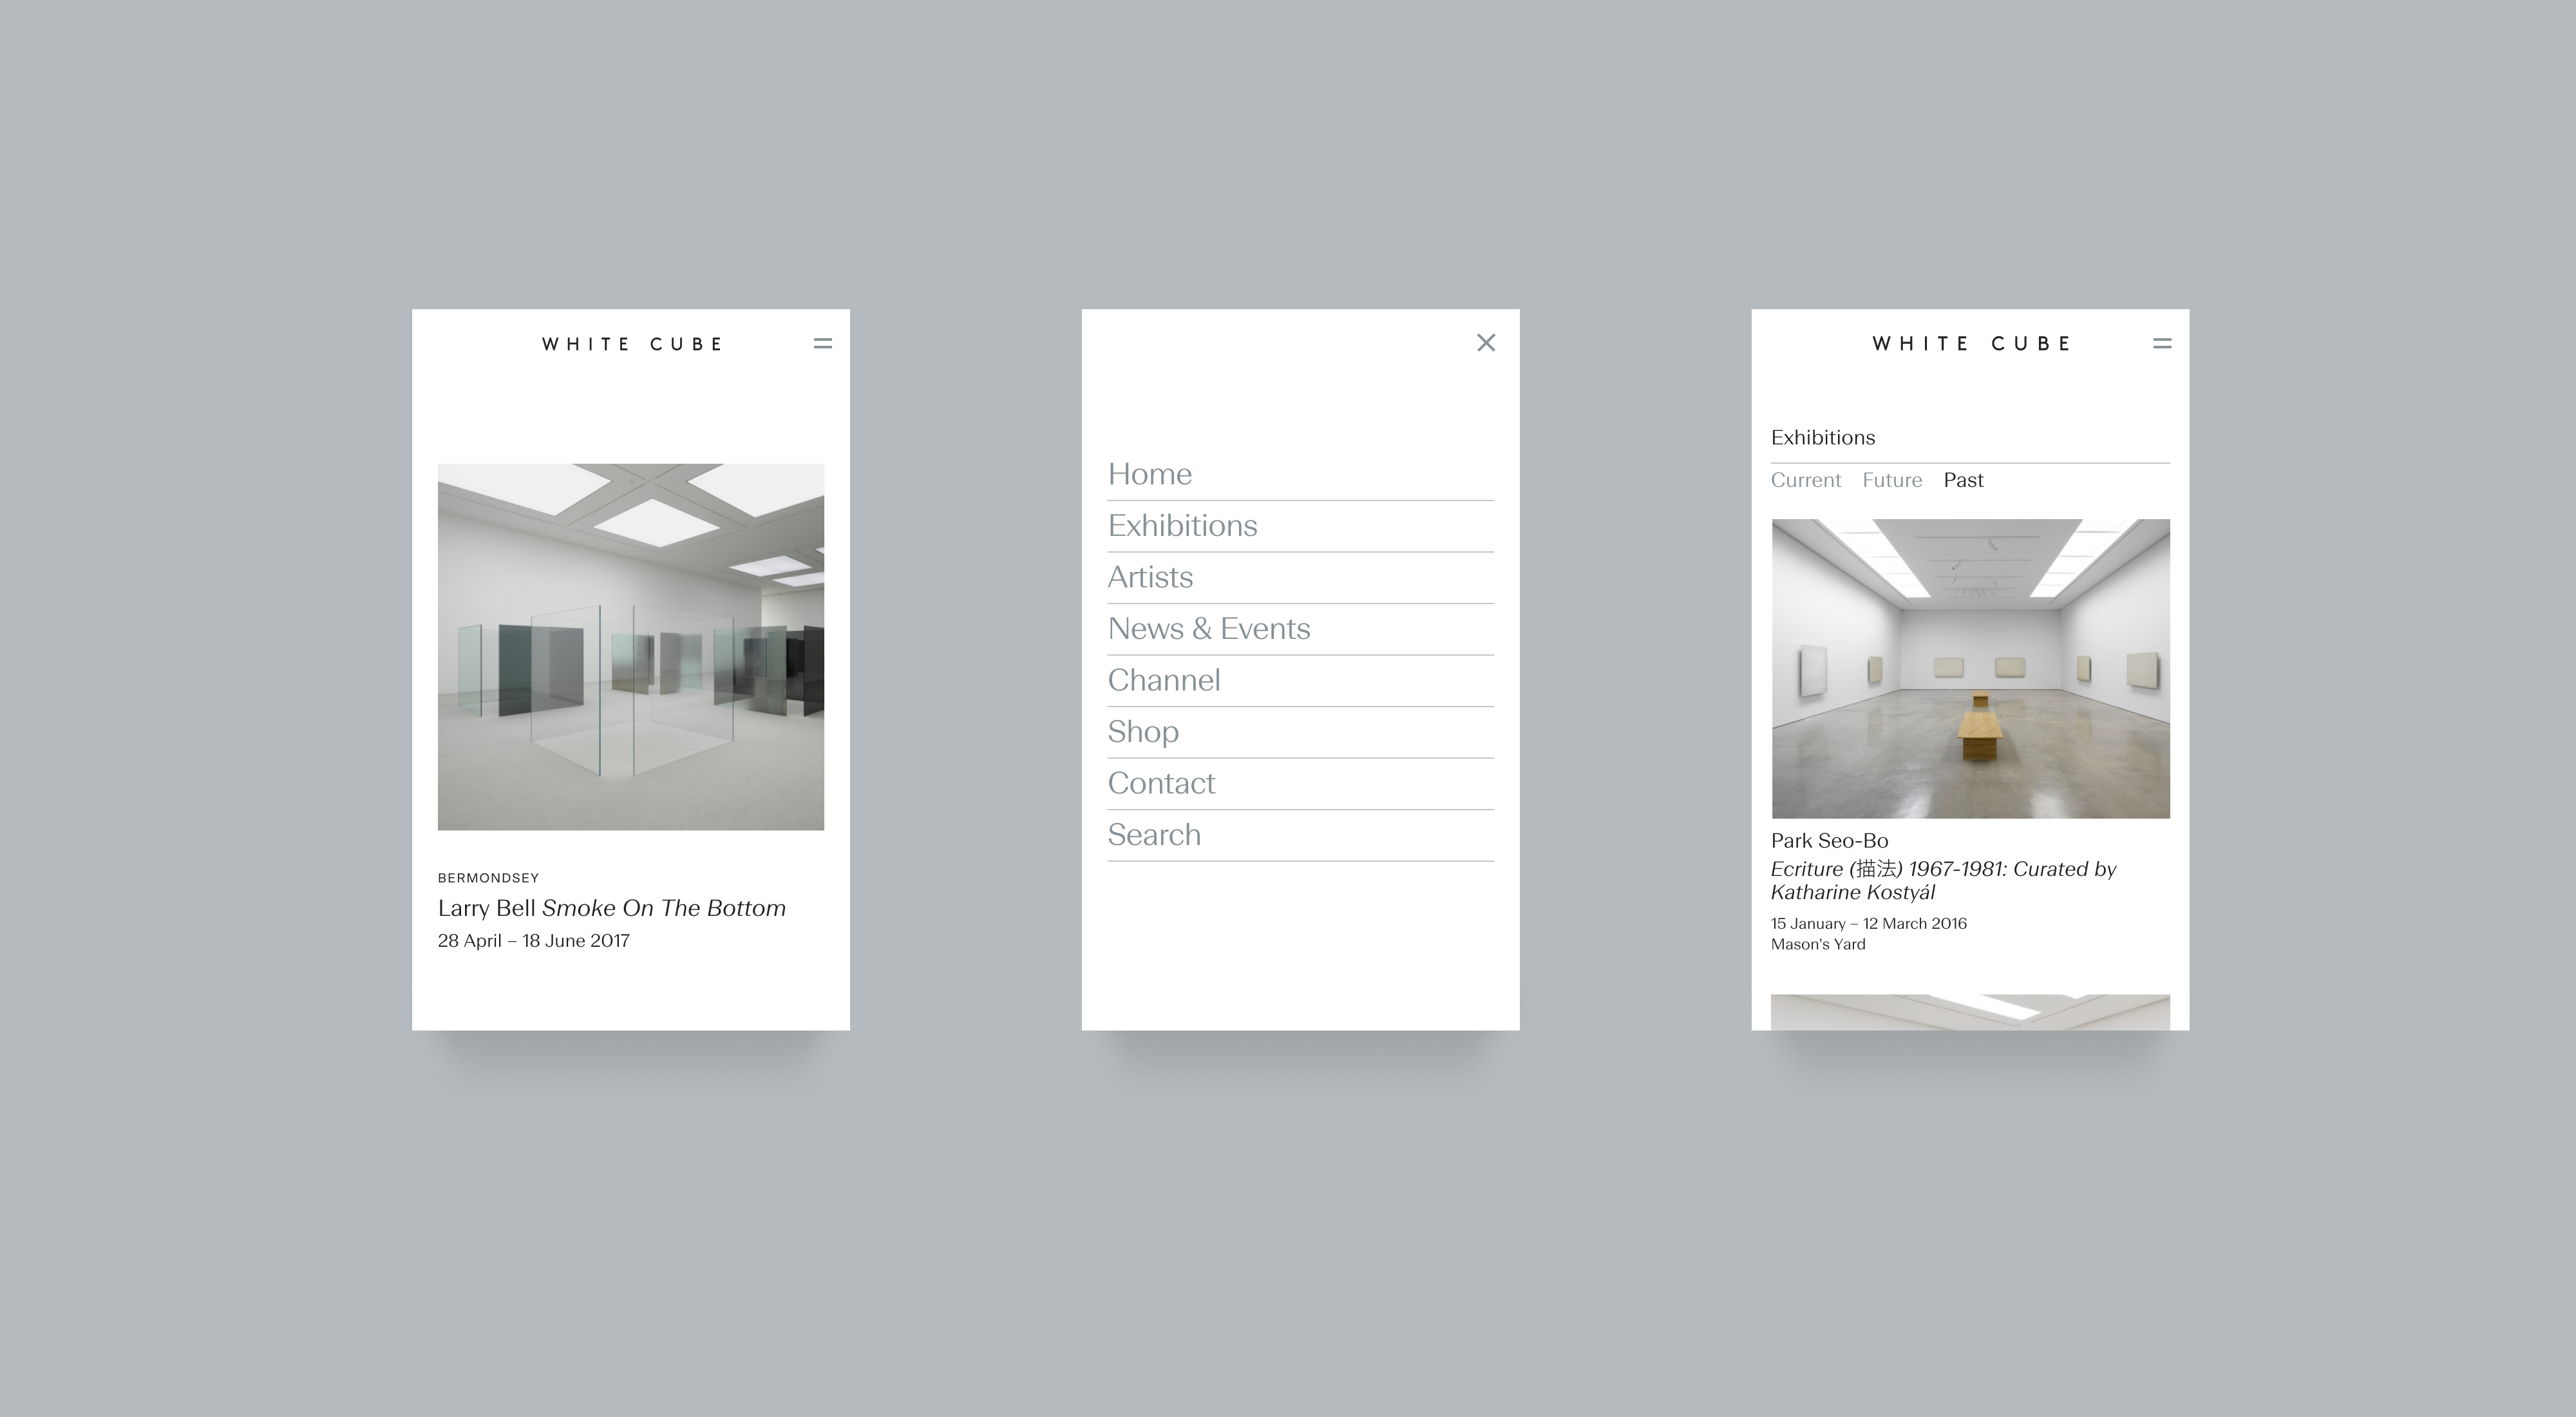 WHITE CUBE
BERMONDSEY
Larry Bell Smoke On The Bottom
28 April – 18 June 2017
Home
Exhibitions
Artists
News & Events
Channel
Shop
Contact
Search
WHITE CUBE
Exhibitions
Current Future Past
Park Seo-Bo
Ecriture (描法) 1967-1981: Curated by
Katharine Kostyál
15 January – 12 March 2016
Mason's Yard